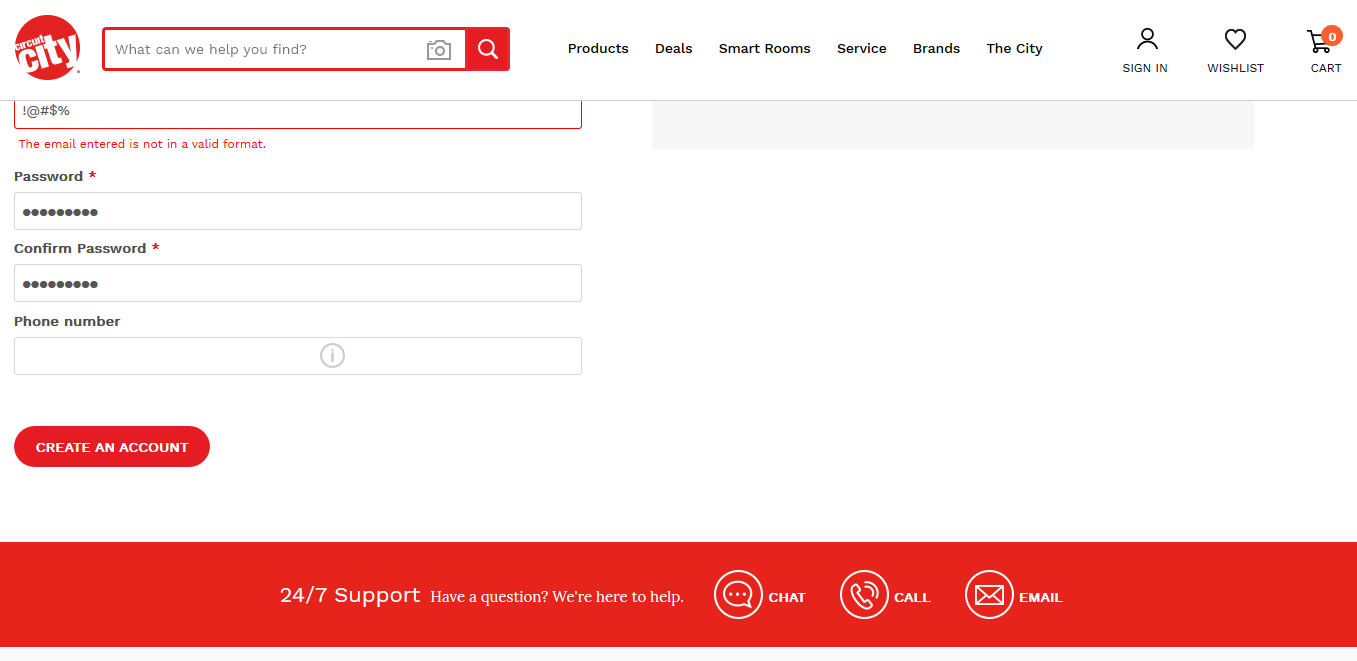 circuit
city
What can we help you find?
Products Deals Smart Rooms Service Brands The City
0
SIGN IN WISHLIST CART
!@#$%
The email entered is not in a valid format.
Password *
●●●●●●●●●
Confirm Password *
●●●●●●●●●
Phone number
i
CREATE AN ACCOUNT
24/7 Support Have a question? We're here to help. CHAT CALL EMAIL